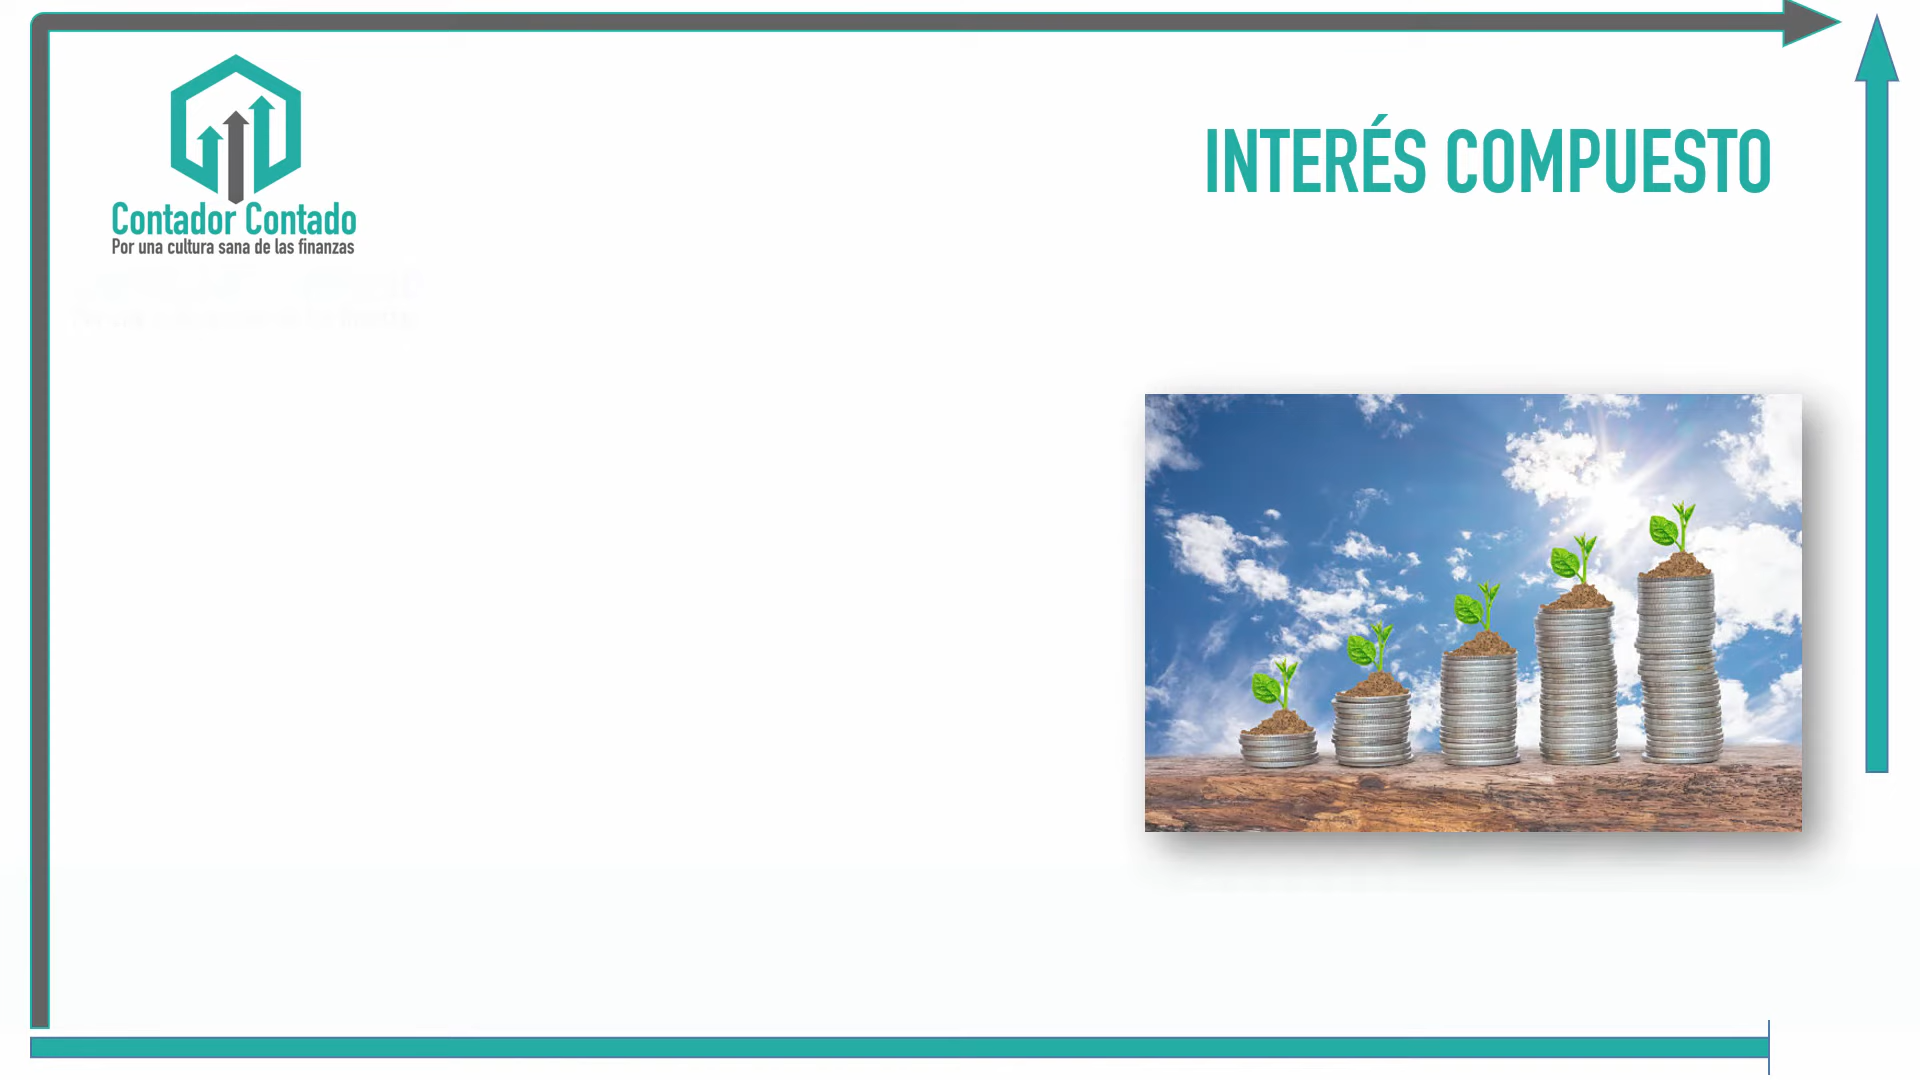 Contador Contado
Por una cultura sana de las finanzas
INTERÉS COMPUESTO